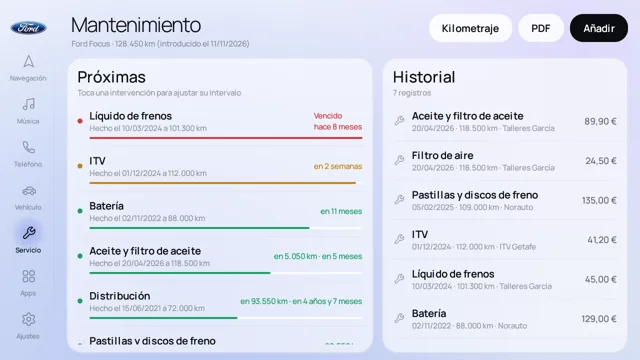 Ford
Mantenimiento
Ford Focus · 128.450 km (introducido el 11/11/2026)
Kilometraje
PDF
Añadir
Navegación
Música
Teléfono
Vehículo
Servicio
Apps
Ajustes
Próximas
Toca una intervención para ajustar su intervalo
Líquido de frenos
Hecho el 10/03/2024 a 101.300 km
Vencido
hace 8 meses
ITV
Hecho el 01/12/2024 a 112.000 km
en 2 semanas
Batería
Hecho el 02/11/2022 a 88.000 km
en 11 meses
Aceite y filtro de aceite
Hecho el 20/04/2026 a 118.500 km
en 5.050 km · en 5 meses
Distribución
Hecho el 15/06/2021 a 72.000 km
en 93.550 km · en 4 años y 7 meses
Pastillas y discos de freno
Historial
7 registros
Aceite y filtro de aceite
20/04/2026 · 118.500 km · Talleres García
89,90 €
Filtro de aire
20/04/2026 · 118.500 km · Talleres García
24,50 €
Pastillas y discos de freno
05/02/2025 · 109.000 km · Norauto
135,00 €
ITV
01/12/2024 · 112.000 km · ITV Getafe
41,20 €
Líquido de frenos
10/03/2024 · 101.300 km · Talleres García
45,00 €
Batería
02/11/2022 · 88.000 km · Norauto
129,00 €